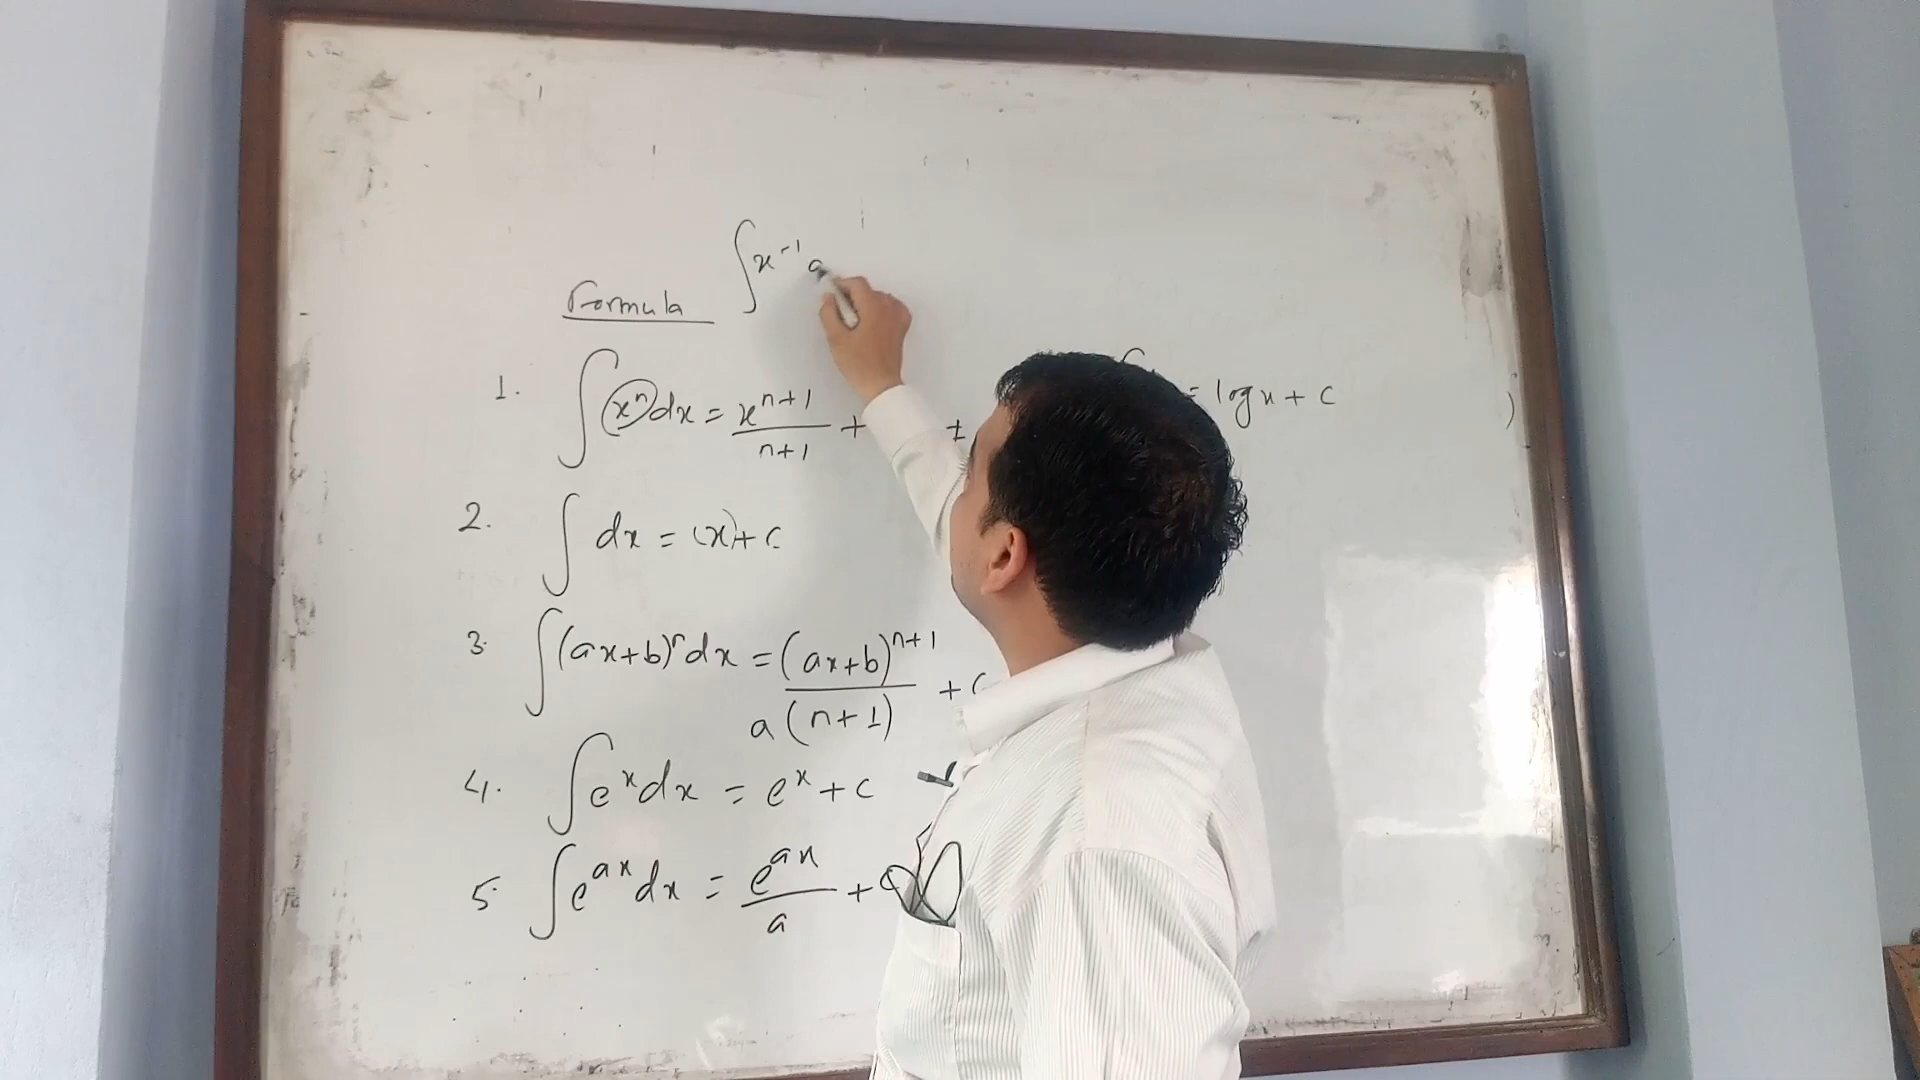 ∫x⁻¹
Formula
1. ∫xⁿdx = xⁿ⁺¹/n+1 +
= logx + c
2. ∫dx = (x)+c
3. ∫(ax+b)ⁿdx = (ax+b)ⁿ⁺¹/a(n+1) + c
4. ∫eˣdx = eˣ+c
5. ∫eᵃˣdx = eᵃˣ/a +